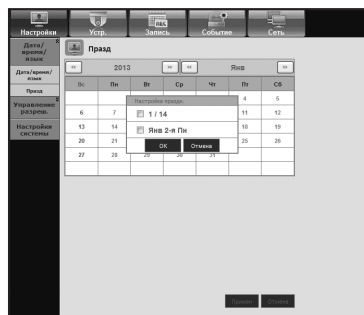 Настройки Устр. Запись Событие Сеть
REC
Дата/
время/
язык
Дата/время/
язык
Празд
Управление
разреш.
Настройки
системы
Празд
<< 2013 >> << Янв >>
Вс Пн Вт Ср Чт Пт Сб
4 5
6 7 11 12
13 14 18 19
20 21 25 26
27 28 29 30 31
Настройка праздн.
1 / 14
Янв 2-я Пн
OK Отмена
Примен Отмена